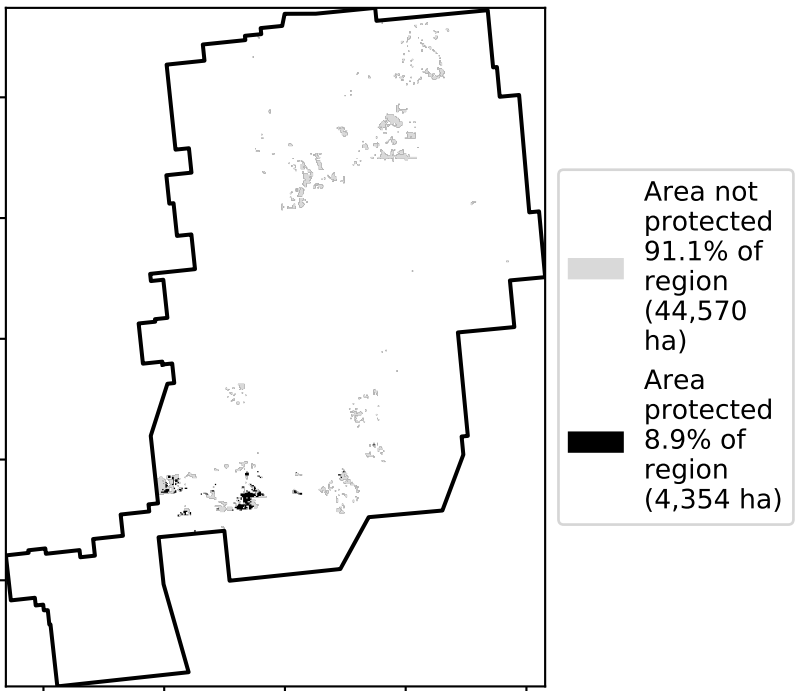 Area not
protected
91.1% of
region
(44,570
ha)
Area
protected
8.9% of
region
(4,354 ha)